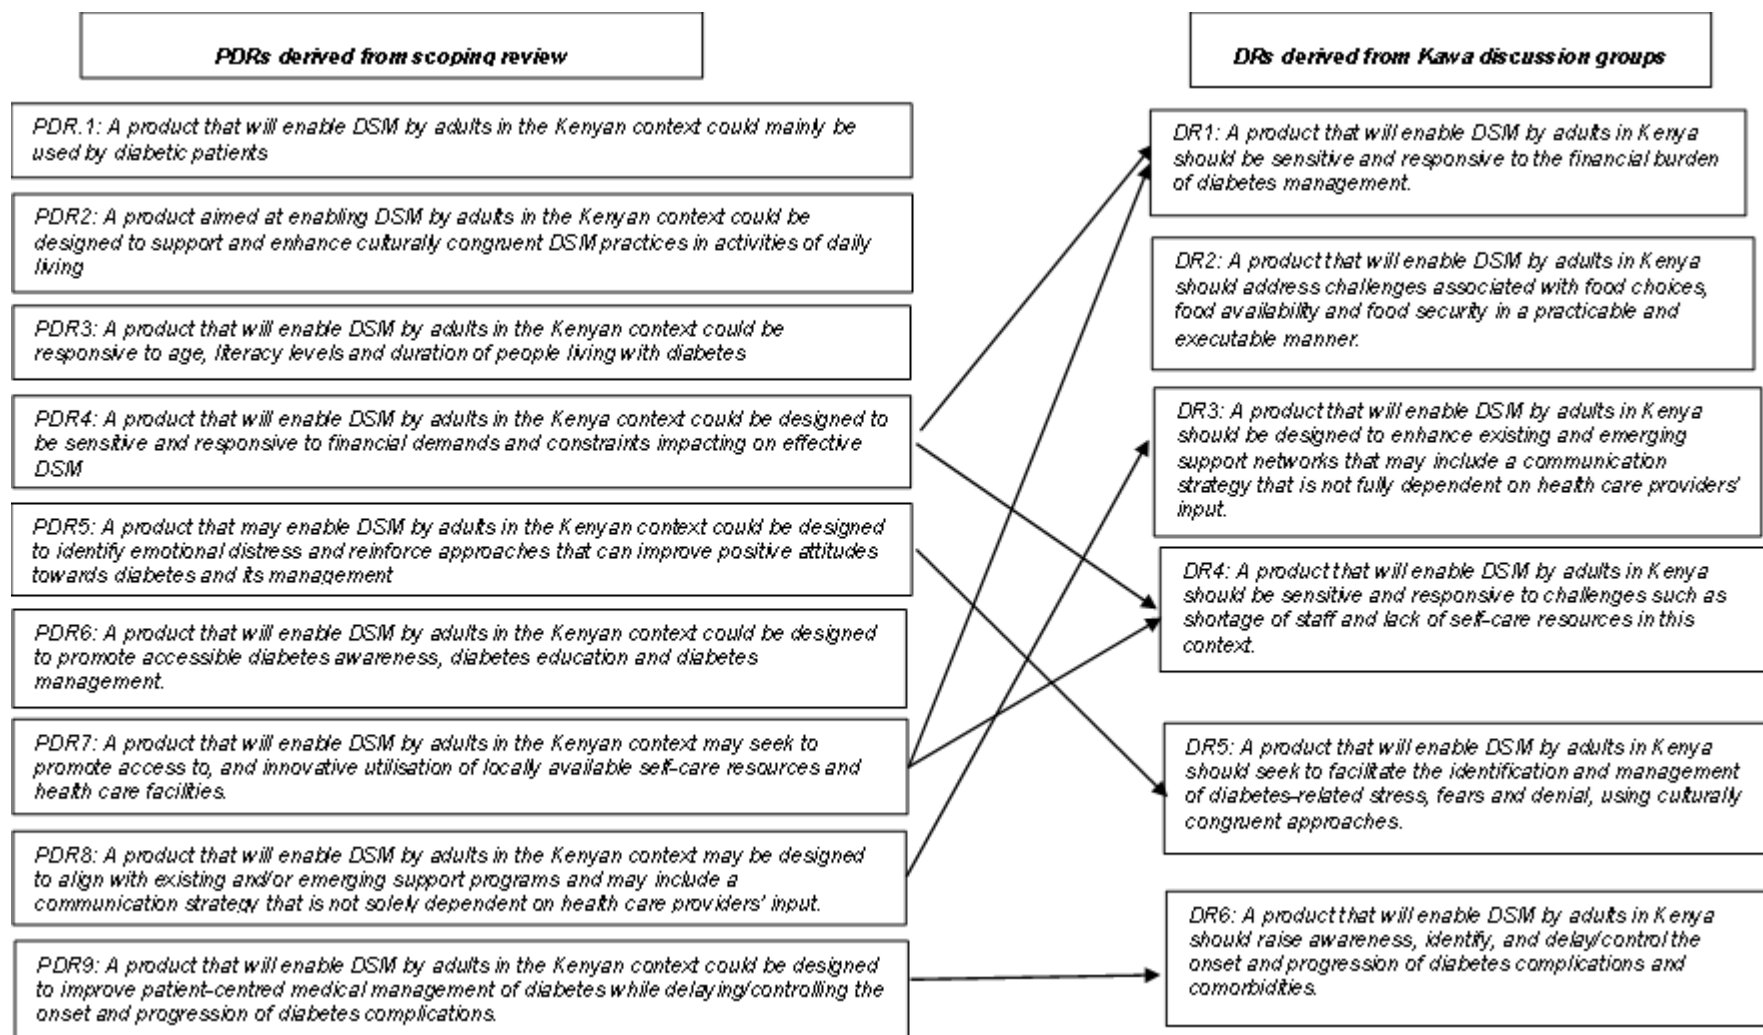 PDRs derived from scoping review
PDR.1: A product that will enable DSM by adults in the Kenyan context could mainly be
used by diabetic patients
PDR2: A product aimed at enabling DSM by adults in the Kenyan context could be
designed to support and enhance culturally congruent DSM practices in activities of daily
living
PDR3: A product that will enable DSM by adults in the Kenyan context could be
responsive to age, literacy levels and duration of people living with diabetes
PDR4: A product that will enable DSM by adults in the Kenya context could be designed to
be sensitive and responsive to financial demands and constraints impacting on effective
DSM
PDR5: A product that may enable DSM by adults in the Kenyan context could be designed
to identify emotional distress and reinforce approaches that can improve positive attitudes
towards diabetes and its management
PDR6: A product that will enable DSM by adults in the Kenyan context could be designed
to promote accessible diabetes awareness, diabetes education and diabetes
management.
PDR7: A product that will enable DSM by adults in the Kenyan context may seek to
promote access to, and innovative utilisation of locally available self-care resources and
health care facilities.
PDR8: A product that will enable DSM by adults in the Kenyan context may be designed
to align with existing and/or emerging support programs and may include a
communication strategy that is not solely dependent on health care providers' input.
PDR9: A product that will enable DSM by adults in the Kenyan context could be designed
to improve patient-centred medical management of diabetes while delaying/controlling the
onset and progression of diabetes complications.
DRs derived from Kawa discussion groups
DR1: A product that will enable DSM by adults in Kenya
should be sensitive and responsive to the financial burden
of diabetes management.
DR2: A product that will enable DSM by adults in Kenya
should address challenges associated with food choices,
food availability and food security in a practicable and
executable manner.
DR3: A product that will enable DSM by adults in Kenya
should be designed to enhance existing and emerging
support networks that may include a communication
strategy that is not fully dependent on health care providers'
input.
DR4: A product that will enable DSM by adults in Kenya
should be sensitive and responsive to challenges such as
shortage of staff and lack of self-care resources in this
context.
DR5: A product that will enable DSM by adults in Kenya
should seek to facilitate the identification and management
of diabetes-related stress, fears and denial, using culturally
congruent approaches.
DR6: A product that will enable DSM by adults in Kenya
should raise awareness, identify, and delay/control the
onset and progression of diabetes complications and
comorbidities.